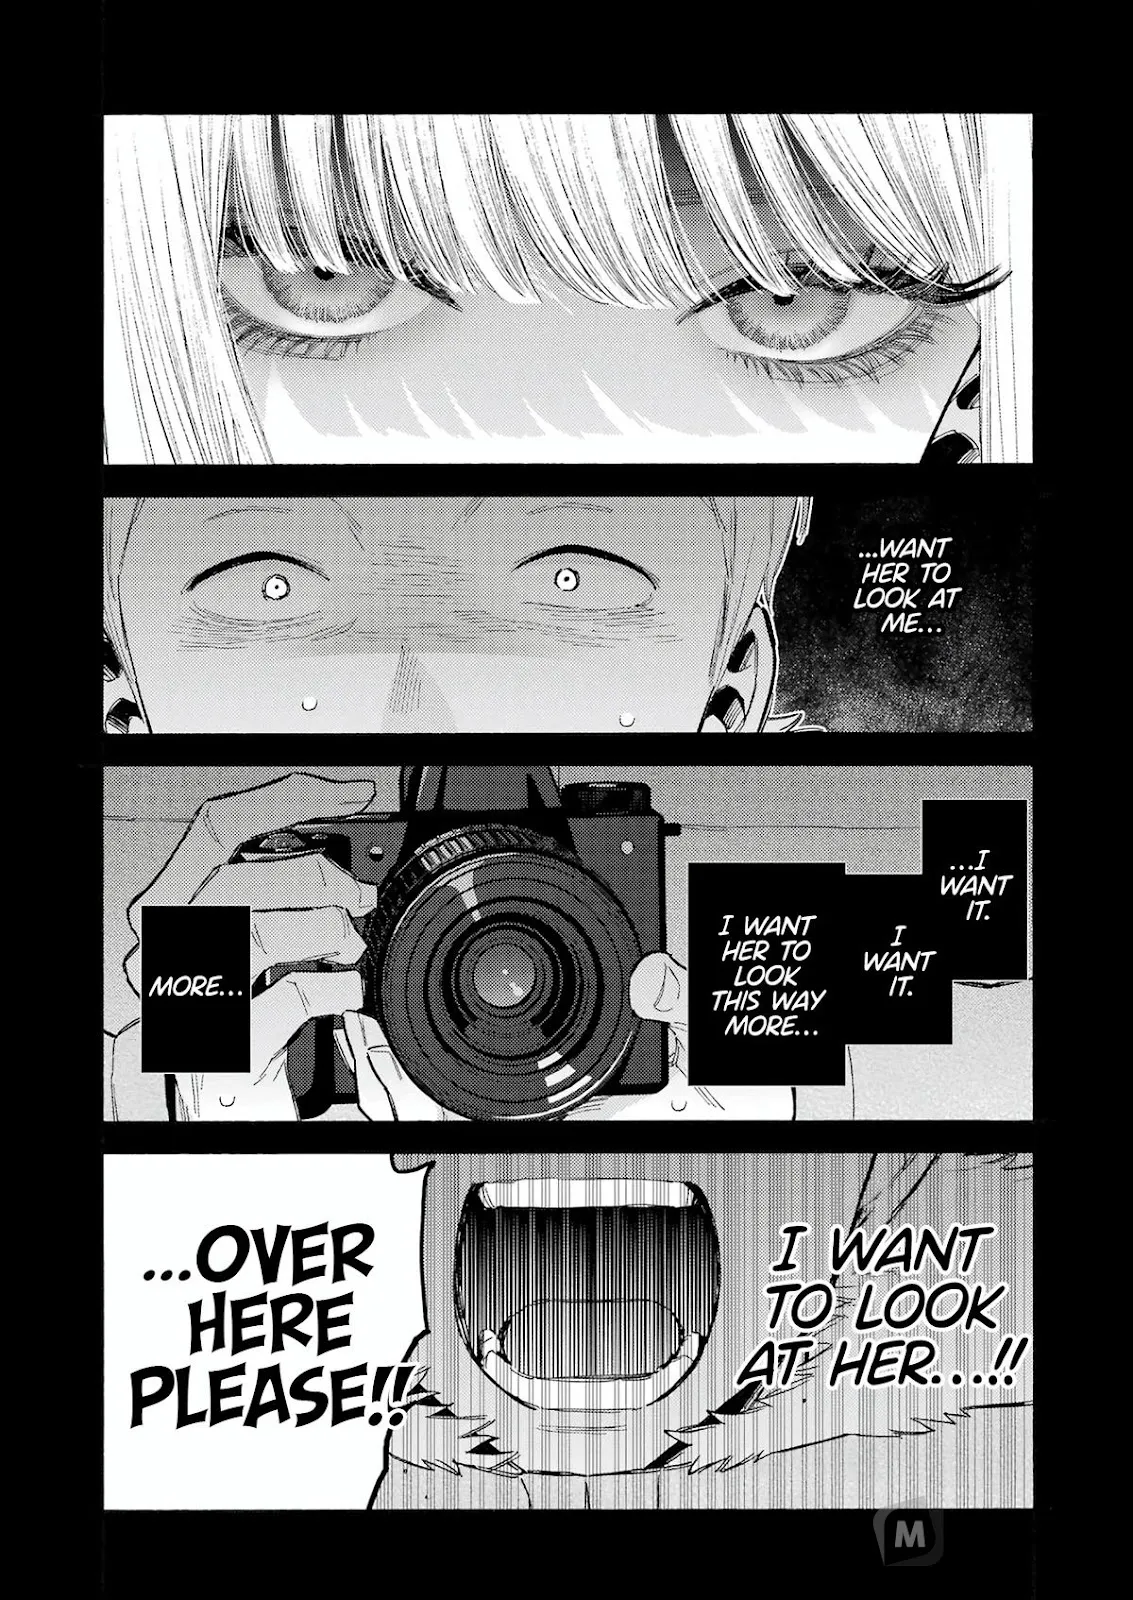 ...WANT
HER TO
LOOK AT
ME...
...I
WANT
IT.
I
WANT
IT.
I WANT
HER TO
LOOK
THIS WAY
MORE...
MORE...
I WANT
TO LOOK
AT HER...!!
...OVER
HERE
PLEASE!!
M